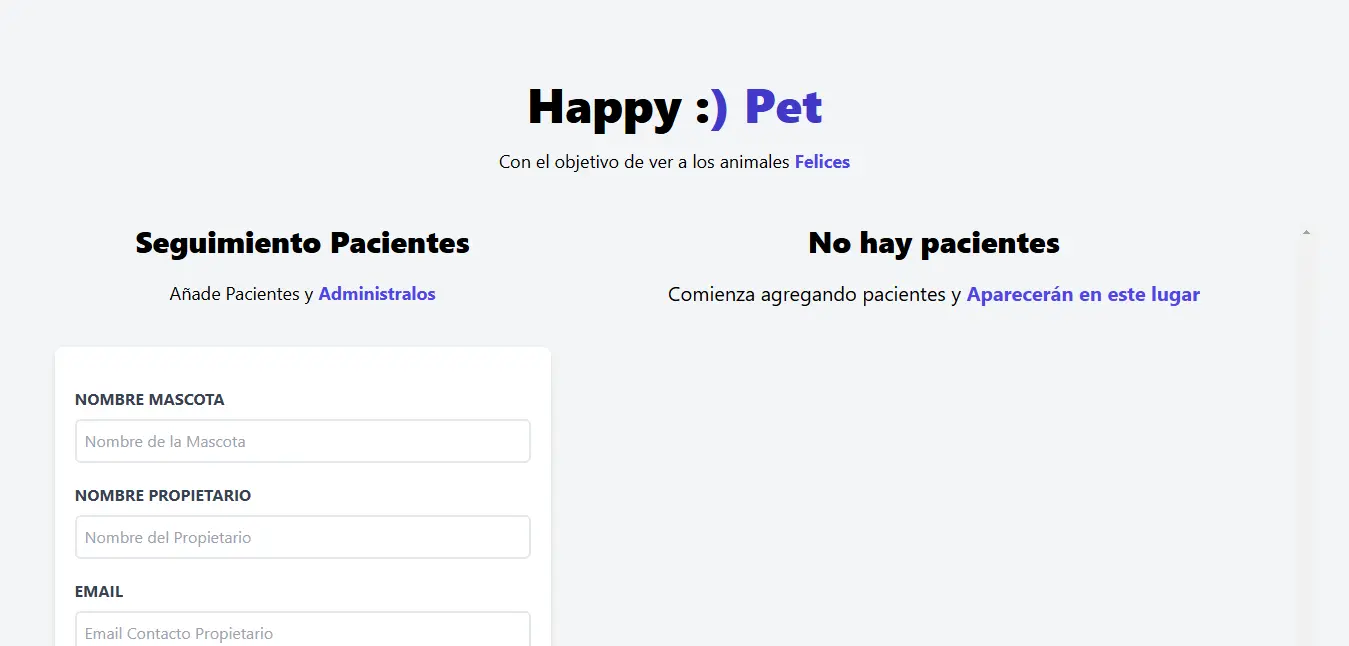 Happy :) Pet
Con el objetivo de ver a los animales Felices
Seguimiento Pacientes
Añade Pacientes y Administralos
NOMBRE MASCOTA
Nombre de la Mascota
NOMBRE PROPIETARIO
Nombre del Propietario
EMAIL
Email Contacto Propietario
No hay pacientes
Comienza agregando pacientes y Aparecerán en este lugar